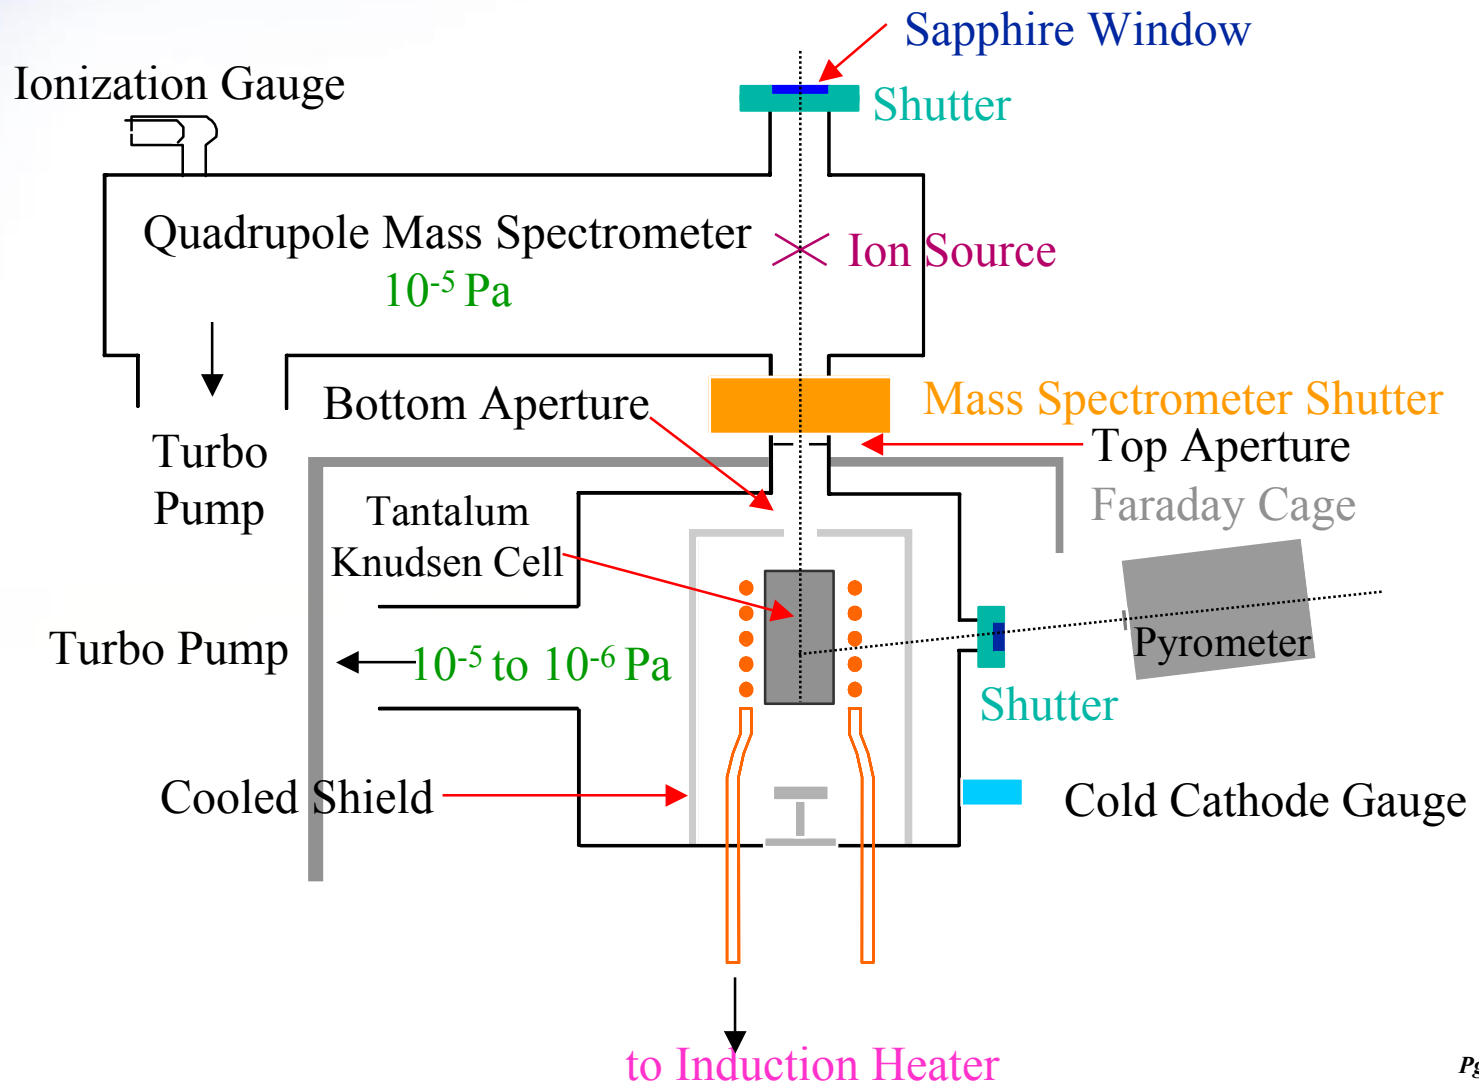 Sapphire Window
Ionization Gauge
Shutter
Quadrupole Mass Spectrometer
10⁻⁵ Pa
Ion Source
Bottom Aperture
Mass Spectrometer Shutter
Top Aperture
Turbo
Pump
Faraday Cage
Tantalum
Knudsen Cell
Turbo Pump
10⁻⁵ to 10⁻⁶ Pa
Pyrometer
Shutter
Cooled Shield
Cold Cathode Gauge
to Induction Heater
Pg